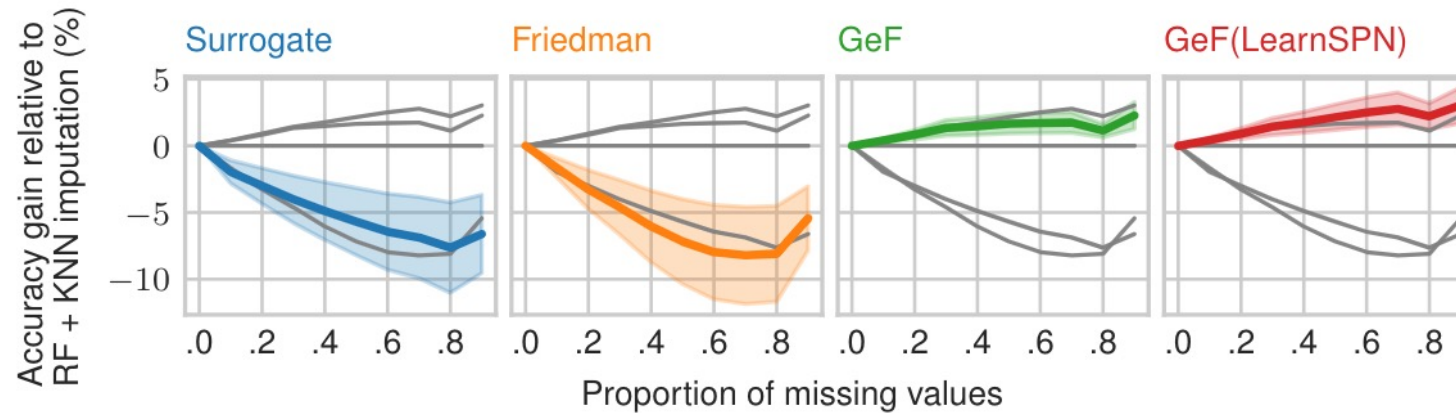 Accuracy gain relative to
RF + KNN imputation (%)
Surrogate
Friedman
GeF
GeF(LearnSPN)
5
0
−5
−10
.0 .2 .4 .6 .8
.0 .2 .4 .6 .8
.0 .2 .4 .6 .8
.0 .2 .4 .6 .8
Proportion of missing values